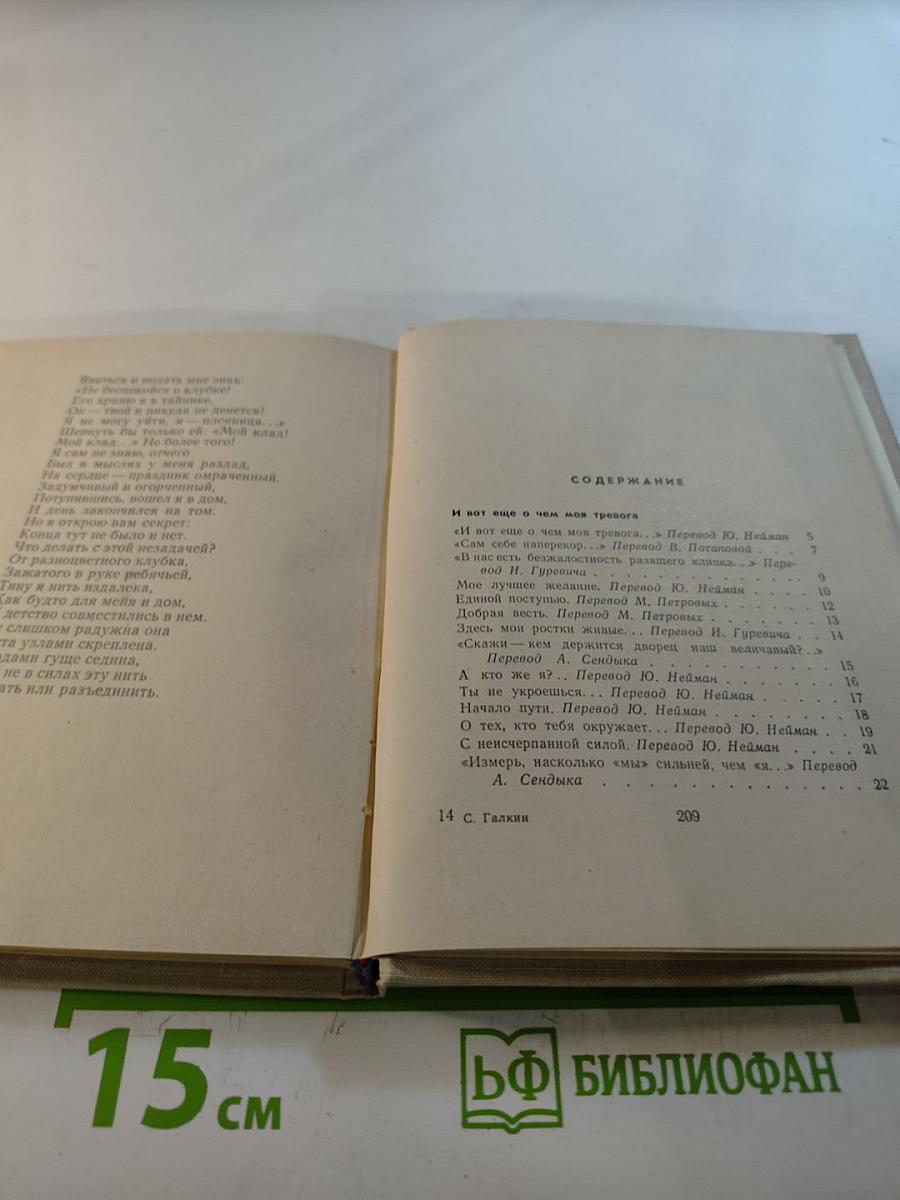 Явиться и подать мне знак:
«Не беспокойся о клубке!
Его храню я в тайнике,
Он — твой и никуда не денется!
Я не могу уйти, я — пленница...»
Шепнуть бы только ей: «Мой клад!
Мой клад...» Не более того!
Я сам не знаю, отчего
Был в мыслях у меня разлад,
На сердце — праздник омраченный.
Задумчивый и огорченный,
Потупившись, вошел я в дом,
И день закончился на том.
Но я открою вам секрет:
Конца тут не было и нет.
Что делать с этой незадачей?
От разноцветного клубка,
Зажатого в руке ребячьей,
Тяну я нить издалека,
Как будто для меня и дом,
детство совместились в нем.
слишком радужна она
узлами скреплена.
гуще седина,
не в силах эту нить
или разъединить.
СОДЕРЖАНИЕ
И вот еще о чем моя тревога
«И вот еще о чем моя тревога...» Перевод Ю. Нейман 5
«Сам себе наперекор...» Перевод В. Потаповой . . . 7
«В нас есть безжалостность разящего клинка...» Пере-
вод И. Гуревича . . . . . . . . . . . . . 9
Мое лучшее желание. Перевод Ю. Нейман . . . . 10
Единой поступью. Перевод М. Петровых . . . . . 12
Добрая весть. Перевод М. Петровых . . . . . . 13
Здесь мои ростки живые... Перевод И. Гуревича . . 14
«Скажи — кем держится дворец наш величавый?..»
Перевод А. Сендыка . . . . . . . . . . . 15
А кто же я?.. Перевод Ю. Нейман . . . . . . 16
Ты не укроешься... Перевод Ю. Нейман . . . . . 17
Начало пути. Перевод Ю. Нейман . . . . . . . 18
О тех, кто тебя окружает... Перевод Ю. Нейман . . 19
С неисчерпанной силой. Перевод Ю. Нейман . . . . 21
«Измерь, насколько «мы» сильней, чем «я...» Перевод
А. Сендыка . . . . . . . . . . . . . . 22
14 С. Галкин 209
15 см
ЬФ БИБЛИОФАН